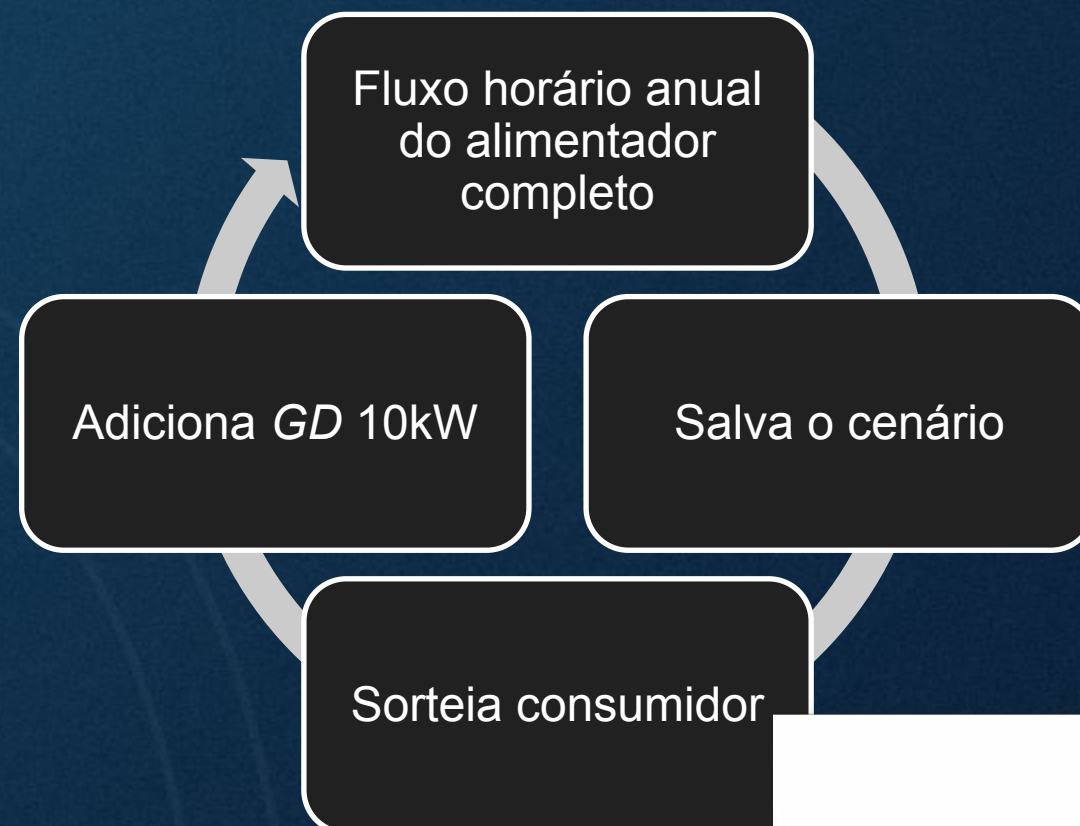 Fluxo horário anual
do alimentador
completo
Adiciona GD 10kW
Salva o cenário
Sorteia consumidor